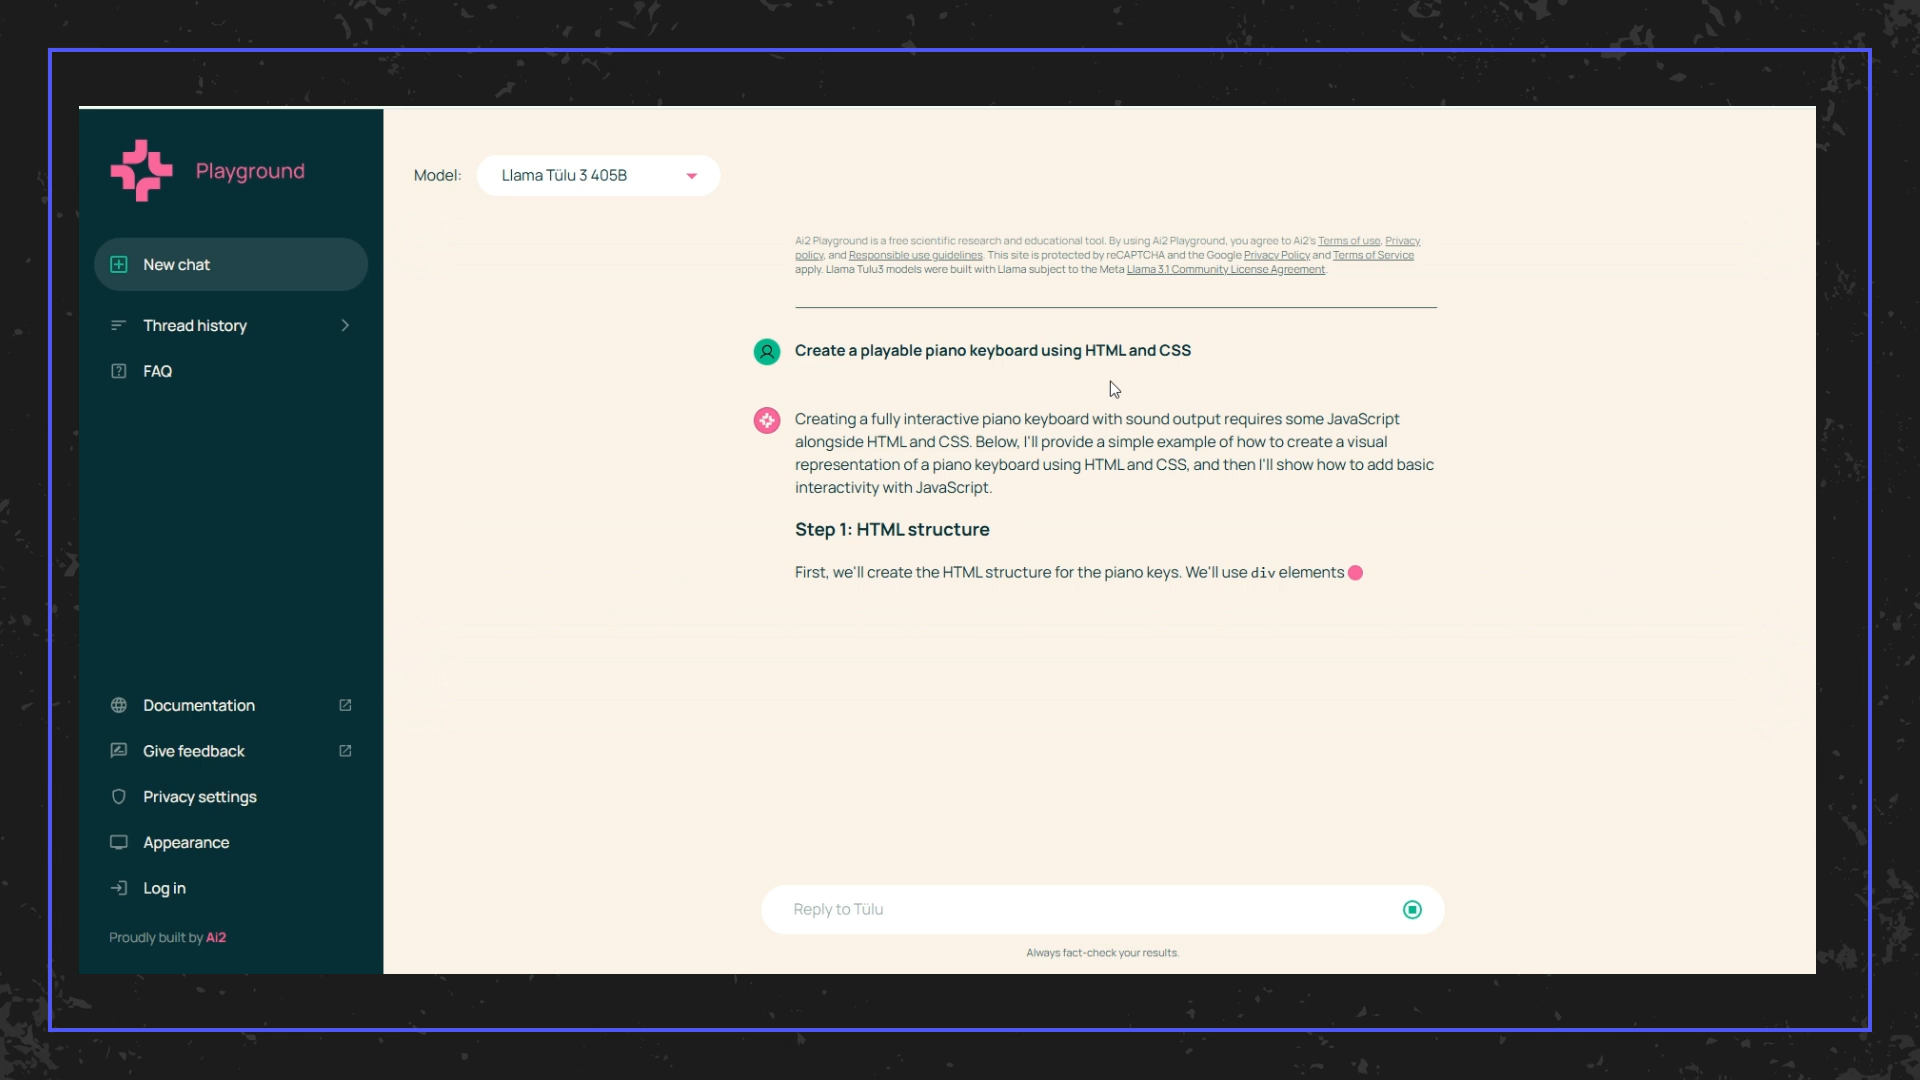 Playground
New chat
Thread history
FAQ
Documentation
Give feedback
Privacy settings
Appearance
Log in
Proudly built by Ai2
Model:
Llama Tülu 3 405B
Ai2 Playground is a free scientific research and educational tool. By using Ai2 Playground, you agree to Ai2's Terms of use, Privacy
policy, and Responsible use guidelines. This site is protected by reCAPTCHA and the Google Privacy Policy and Terms of Service
apply. Llama Tulu3 models were built with Llama subject to the Meta Llama 3.1 Community License Agreement.
Create a playable piano keyboard using HTML and CSS
Creating a fully interactive piano keyboard with sound output requires some JavaScript
alongside HTML and CSS. Below, I'll provide a simple example of how to create a visual
representation of a piano keyboard using HTML and CSS, and then I'll show how to add basic
interactivity with JavaScript.
Step 1: HTML structure
First, we'll create the HTML structure for the piano keys. We'll use div elements
Reply to Tülu
Always fact-check your results.